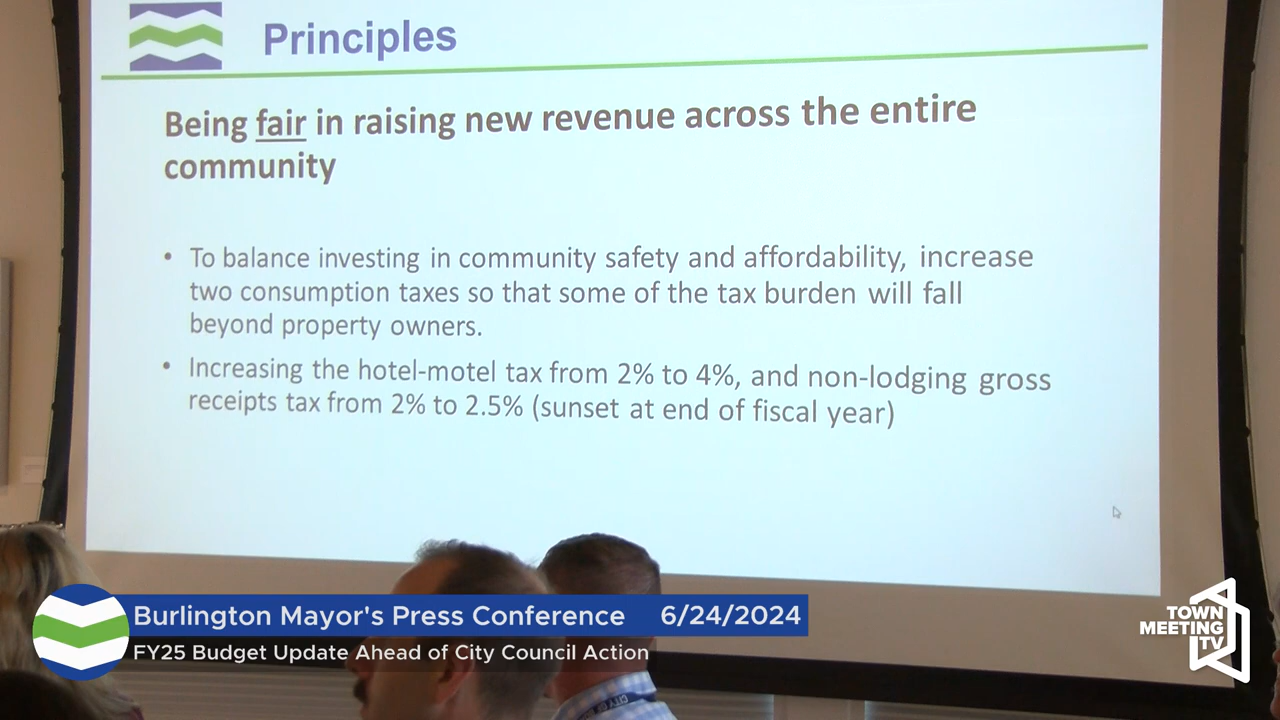 Principles
Being fair in raising new revenue across the entire
community
• To balance investing in community safety and affordability, increase
two consumption taxes so that some of the tax burden will fall
beyond property owners.
• Increasing the hotel-motel tax from 2% to 4%, and non-lodging gross
receipts tax from 2% to 2.5% (sunset at end of fiscal year)
Burlington Mayor's Press Conference 6/24/2024
FY25 Budget Update Ahead of City Council Action
TOWN
MEETING
TV
CITY OF